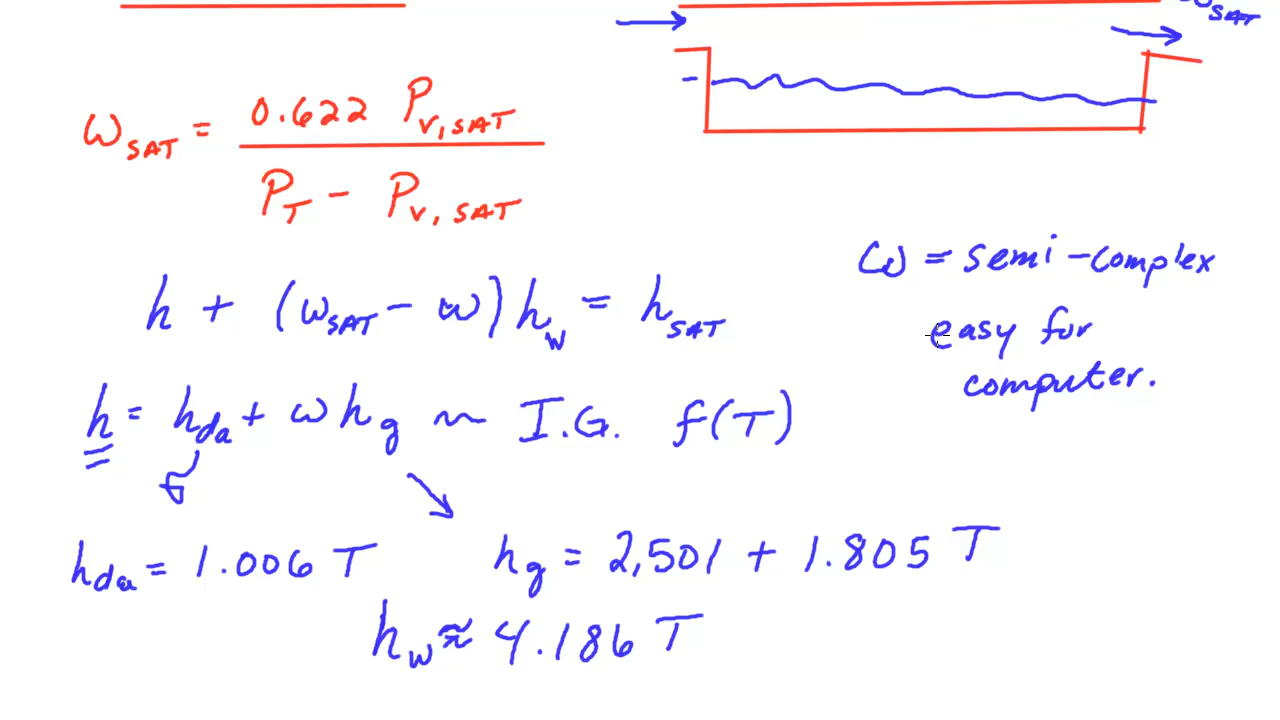 ω_SAT
ω_SAT = 0.622 P_v,SAT / (P_T - P_v,SAT)
ω = semi-complex
easy for
computer.
h + (ω_SAT - ω) h_w = h_SAT
h = h_da + ω h_g ~ I.G. f(T)
h_da = 1.006 T
h_g = 2,501 + 1.805 T
h_w ≈ 4.186 T